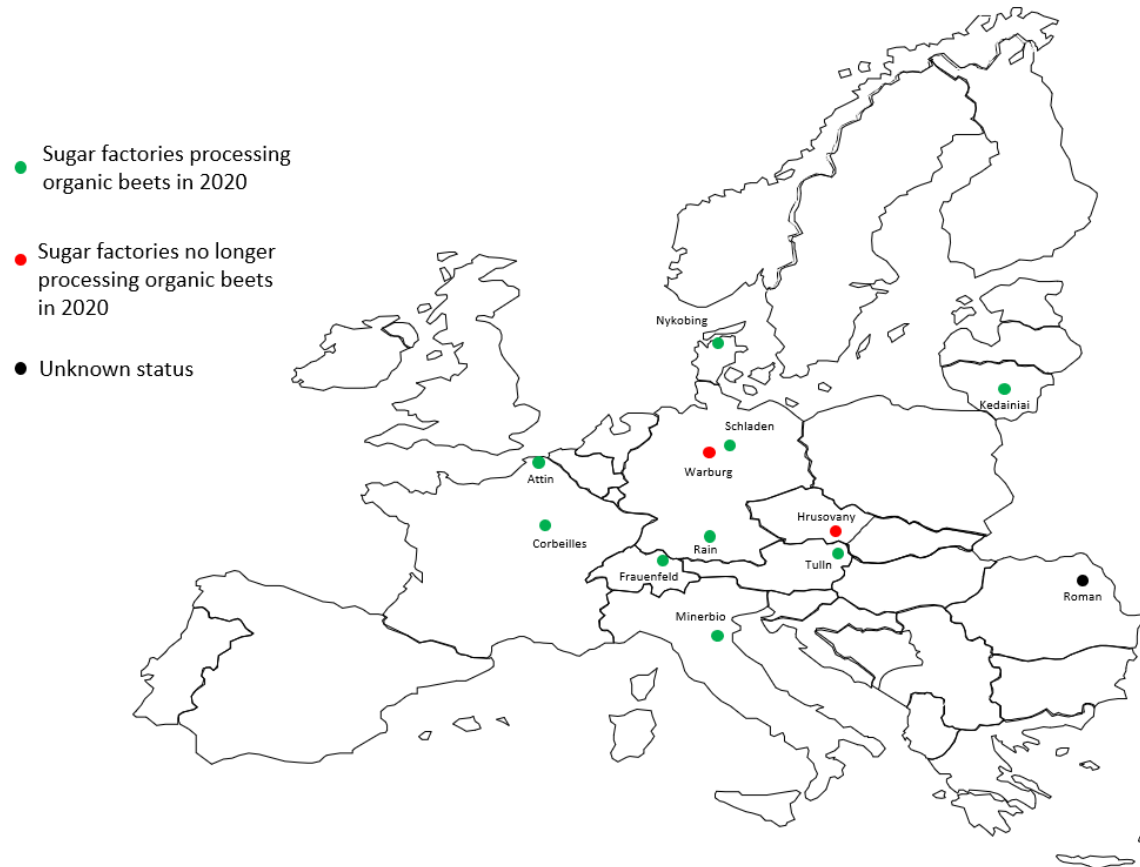 Sugar factories processing
organic beets in 2020
Sugar factories no longer
processing organic beets
in 2020
Unknown status
Nykobing
Kedainiai
Schladen
Warburg
Attin
Hrusovany
Corbeilles
Rain
Tulln
Frauenfeld
Roman
Minerbio